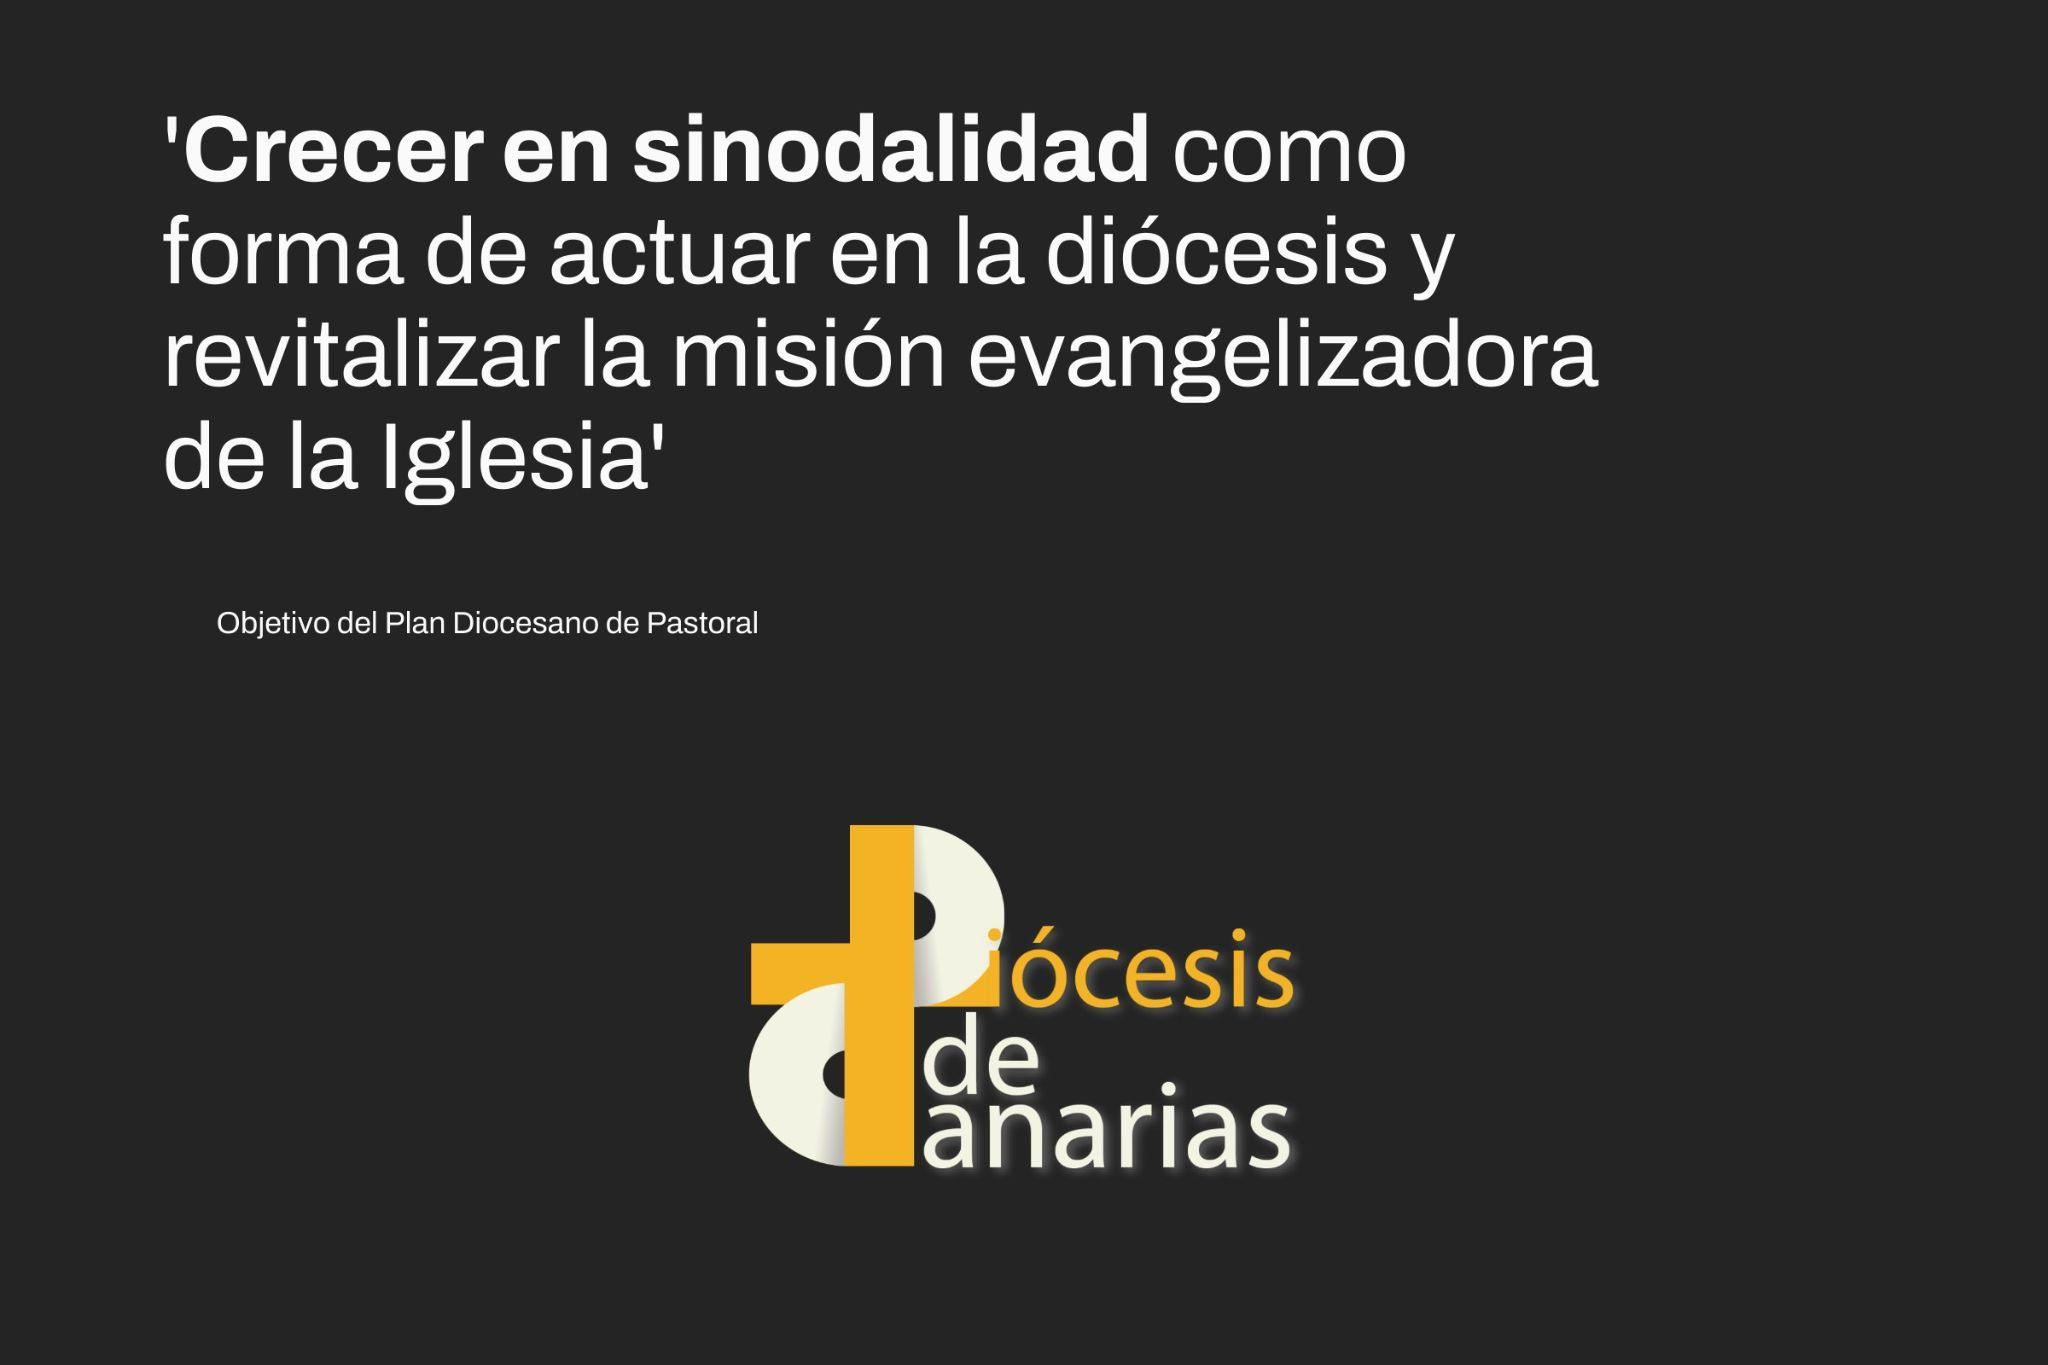 'Crecer en sinodalidad como
forma de actuar en la diócesis y
revitalizar la misión evangelizadora
de la Iglesia'
Objetivo del Plan Diocesano de Pastoral
Diócesis
de
anarias